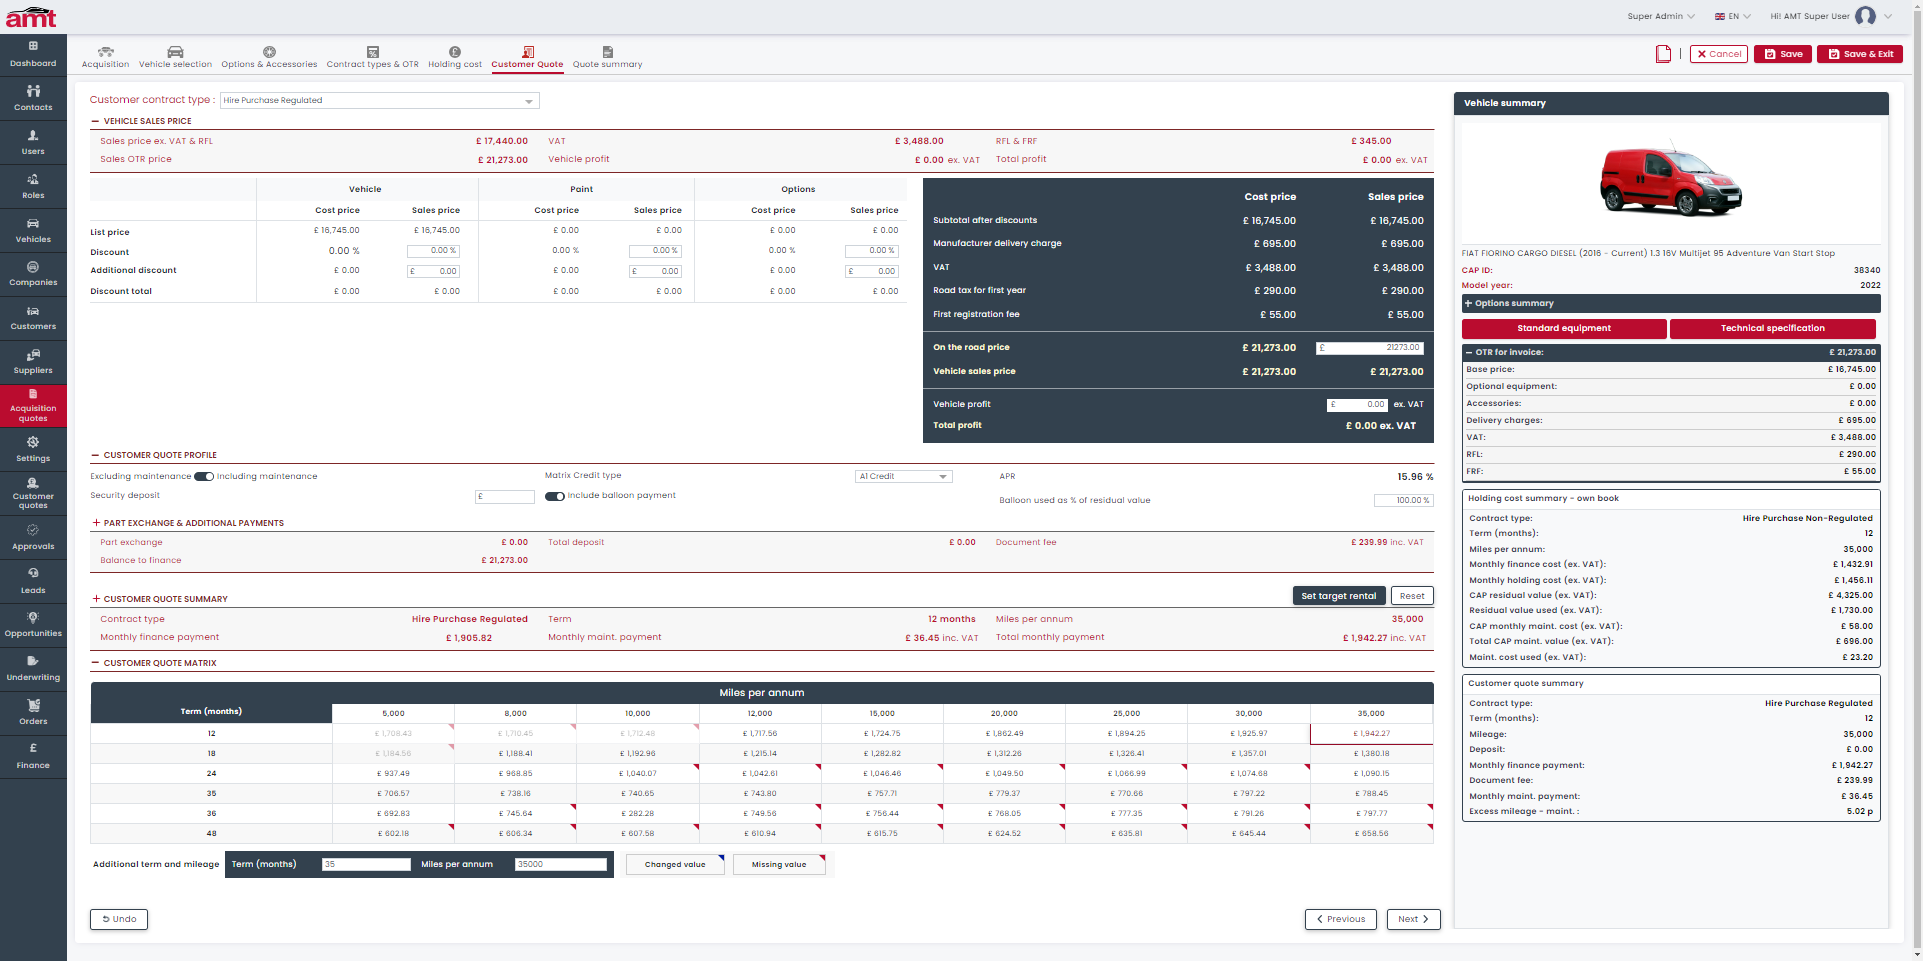 amt
Super Admin
EN
Hi! AMT Super User
Dashboard
Contacts
Users
Roles
Vehicles
Companies
Customers
Suppliers
Acquisition
quotes
Settings
Customer
quotes
Approvals
Leads
Opportunities
Underwriting
Orders
Finance
Acquisition
Vehicle selection
Options & Accessories
Contract types & OTR
Holding cost
Customer Quote
Quote summary
Cancel
Save
Save & Exit
Customer contract type : Hire Purchase Regulated
VEHICLE SALES PRICE
Sales price ex. VAT & RFL £ 17,440.00 VAT £ 3,488.00 RFL & FRF £ 345.00
Sales OTR price £ 21,273.00 Vehicle profit £ 0.00 ex. VAT Total profit £ 0.00 ex. VAT
Vehicle Paint Options
Cost price Sales price Cost price Sales price Cost price Sales price
List price £ 16,745.00 £ 16,745.00 £ 0.00 £ 0.00 £ 0.00 £ 0.00
Discount 0.00 % 0.00 % 0.00 % 0.00 % 0.00 % 0.00 %
Additional discount £ 0.00 £ 0.00 £ 0.00 £ 0.00 £ 0.00 £ 0.00
Discount total £ 0.00 £ 0.00 £ 0.00 £ 0.00 £ 0.00 £ 0.00
Cost price Sales price
Subtotal after discounts £ 16,745.00 £ 16,745.00
Manufacturer delivery charge £ 695.00 £ 695.00
VAT £ 3,488.00 £ 3,488.00
Road tax for first year £ 290.00 £ 290.00
First registration fee £ 55.00 £ 55.00
On the road price £ 21,273.00 £ 21273.00
Vehicle sales price £ 21,273.00 £ 21,273.00
Vehicle profit £ 0.00 ex. VAT
Total profit £ 0.00 ex. VAT
CUSTOMER QUOTE PROFILE
Excluding maintenance Including maintenance Matrix Credit type A1 Credit APR 15.96 %
Security deposit £ Include balloon payment Balloon used as % of residual value 100.00 %
PART EXCHANGE & ADDITIONAL PAYMENTS
Part exchange £ 0.00 Total deposit £ 0.00 Document fee £ 239.99 inc. VAT
Balance to finance £ 21,273.00
CUSTOMER QUOTE SUMMARY Set target rental Reset
Contract type Hire Purchase Regulated Term 12 months Miles per annum 35,000
Monthly finance payment £ 1,905.82 Monthly maint. payment £ 36.45 inc. VAT Total monthly payment £ 1,942.27 inc. VAT
CUSTOMER QUOTE MATRIX
Miles per annum
Term (months) 5,000 8,000 10,000 12,000 15,000 20,000 25,000 30,000 35,000
12 £ 1,708.43 £ 1,710.45 £ 1,712.48 £ 1,717.56 £ 1,724.75 £ 1,862.49 £ 1,894.25 £ 1,925.97 £ 1,942.27
18 £ 1,184.56 £ 1,188.41 £ 1,192.96 £ 1,215.14 £ 1,282.82 £ 1,312.26 £ 1,326.41 £ 1,357.01 £ 1,380.18
24 £ 937.49 £ 968.85 £ 1,040.07 £ 1,042.61 £ 1,046.46 £ 1,049.50 £ 1,066.99 £ 1,074.68 £ 1,090.15
35 £ 706.57 £ 738.16 £ 740.65 £ 743.80 £ 757.71 £ 779.37 £ 770.66 £ 797.22 £ 788.45
36 £ 692.83 £ 745.64 £ 282.28 £ 749.56 £ 756.44 £ 768.05 £ 777.35 £ 791.26 £ 797.77
48 £ 602.18 £ 606.34 £ 607.58 £ 610.94 £ 615.75 £ 624.52 £ 635.81 £ 645.44 £ 658.56
Additional term and mileage Term (months) 35 Miles per annum 35000 Changed value Missing value
Undo
Previous
Next
Vehicle summary
FIAT FIORINO CARGO DIESEL (2016 - Current) 1.3 16V Multijet 95 Adventure Van Start Stop
CAP ID: 38340
Model year: 2022
Options summary
Standard equipment
Technical specification
OTR for invoice: £ 21,273.00
Base price: £ 16,745.00
Optional equipment: £ 0.00
Accessories: £ 0.00
Delivery charges: £ 695.00
VAT: £ 3,488.00
RFL: £ 290.00
FRF: £ 55.00
Holding cost summary - own book
Contract type: Hire Purchase Non-Regulated
Term (months): 12
Miles per annum: 35,000
Monthly finance cost (ex. VAT): £ 1,432.91
Monthly holding cost (ex. VAT): £ 1,456.11
CAP residual value (ex. VAT): £ 4,325.00
Residual value used (ex. VAT): £ 1,730.00
CAP monthly maint. cost (ex. VAT): £ 58.00
Total CAP maint. value (ex. VAT): £ 696.00
Maint. cost used (ex. VAT): £ 23.20
Customer quote summary
Contract type: Hire Purchase Regulated
Term (months): 12
Mileage: 35,000
Deposit: £ 0.00
Monthly finance payment: £ 1,942.27
Document fee: £ 239.99
Monthly maint. payment: £ 36.45
Excess mileage - maint. : 5.02 p